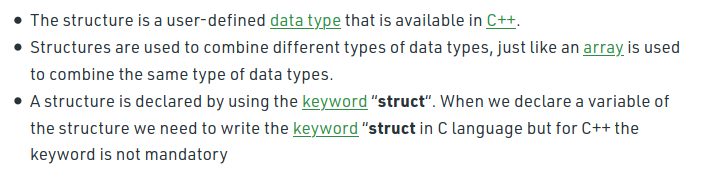 • The structure is a user-defined data type that is available in C++.
• Structures are used to combine different types of data types, just like an array is used
to combine the same type of data types.
• A structure is declared by using the keyword “struct“. When we declare a variable of
the structure we need to write the keyword “struct in C language but for C++ the
keyword is not mandatory